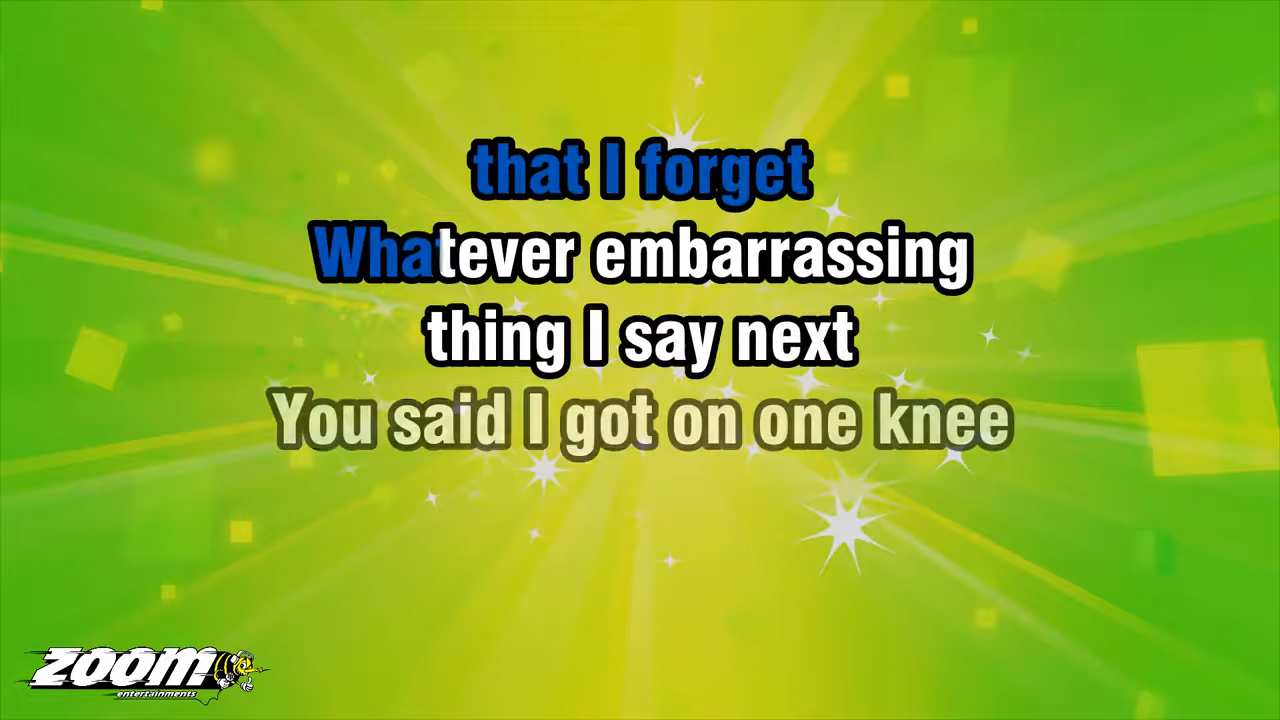 that I forget
Whatever embarrassing
thing I say next
You said I got on one knee
ZOOM
entertainments